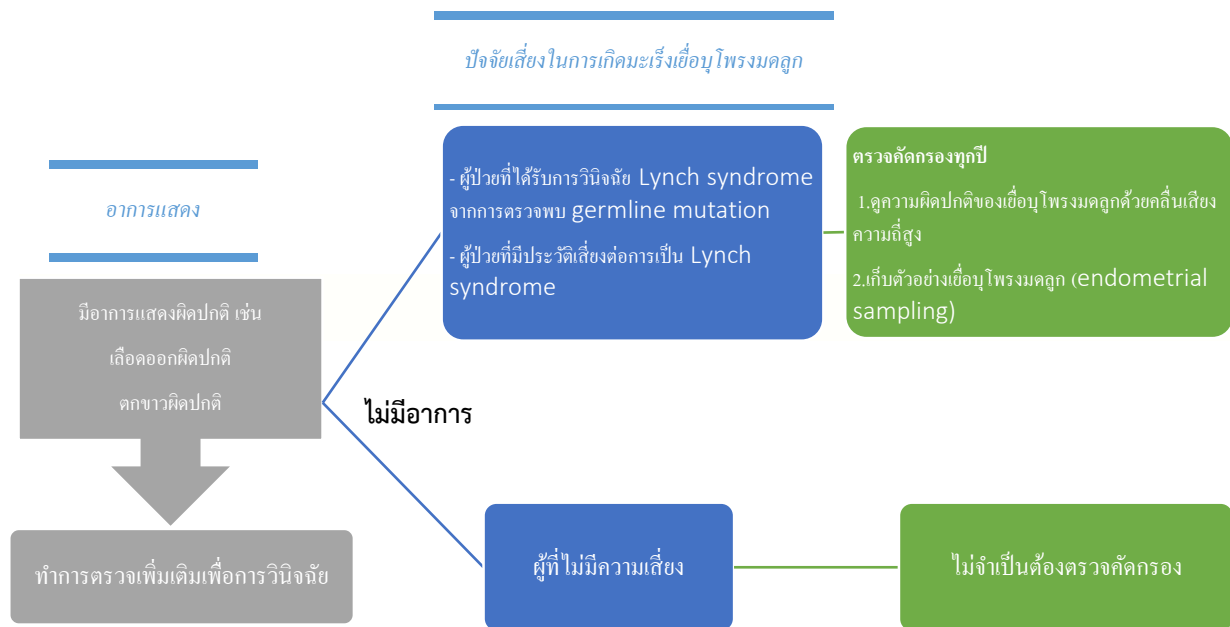 ปัจจัยเสี่ยงในการเกิดมะเร็งเยื่อบุโพรงมดลูก
อาการแสดง
มีอาการแสดงผิดปกติ เช่น
เลือดออกผิดปกติ
ตกขาวผิดปกติ
ทำการตรวจเพิ่มเติมเพื่อการวินิจฉัย
ไม่มีอาการ
- ผู้ป่วยที่ได้รับการวินิจฉัย Lynch syndrome
จากการตรวจพบ germline mutation
- ผู้ป่วยที่มีประวัติเสี่ยงต่อการเป็น Lynch
syndrome
ตรวจคัดกรองทุกปี
1.ดูความผิดปกติของเยื่อบุโพรงมดลูกด้วยคลื่นเสียง
ความถี่สูง
2.เก็บตัวอย่างเยื่อบุโพรงมดลูก (endometrial
sampling)
ผู้ที่ไม่มีความเสี่ยง
ไม่จำเป็นต้องตรวจคัดกรอง